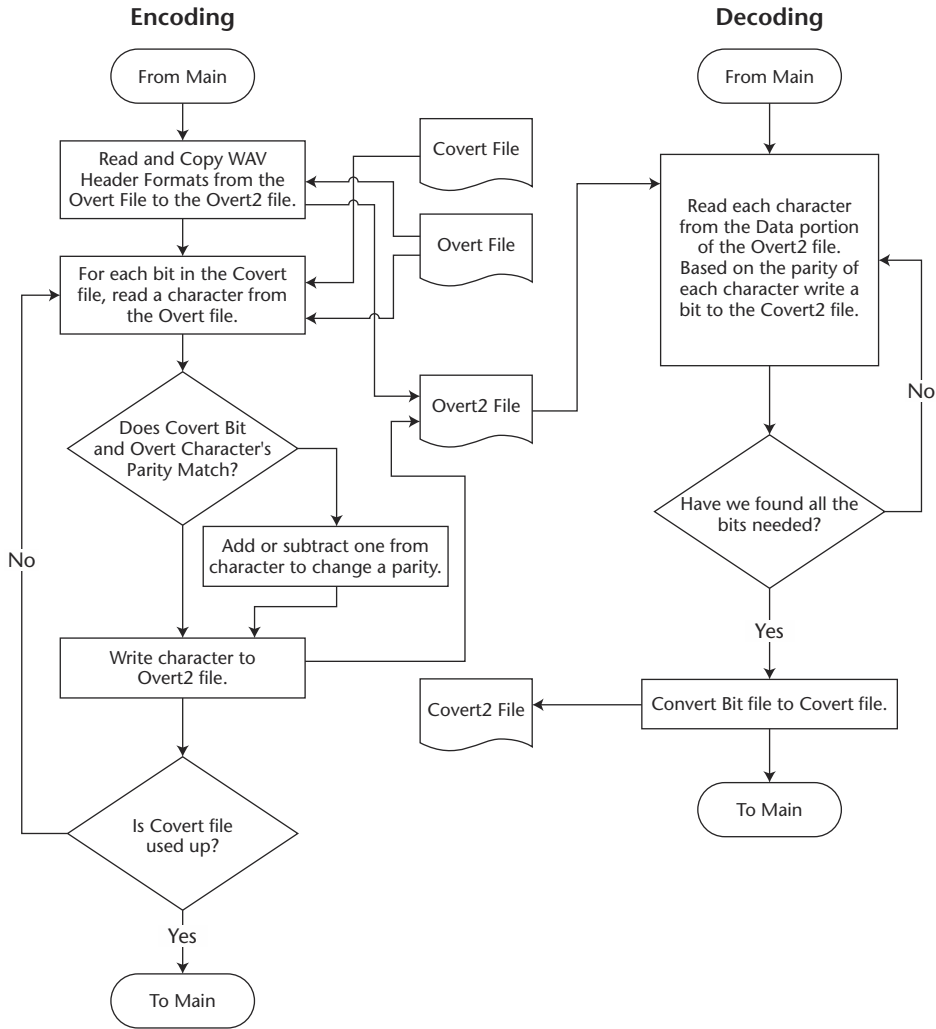 Encoding
From Main
Read and Copy WAV
Header Formats from the
Overt File to the Overt2 file.
For each bit in the Covert
file, read a character from
the Overt file.
Does Covert Bit
and Overt Character's
Parity Match?
Add or subtract one from
character to change a parity.
No
Write character to
Overt2 file.
Is Covert file
used up?
Yes
To Main
Covert File
Overt File
Overt2 File
Covert2 File
Decoding
From Main
Read each character
from the Data portion
of the Overt2 file.
Based on the parity of
each character write a
bit to the Covert2 file.
No
Have we found all the
bits needed?
Yes
Convert Bit file to Covert file.
To Main